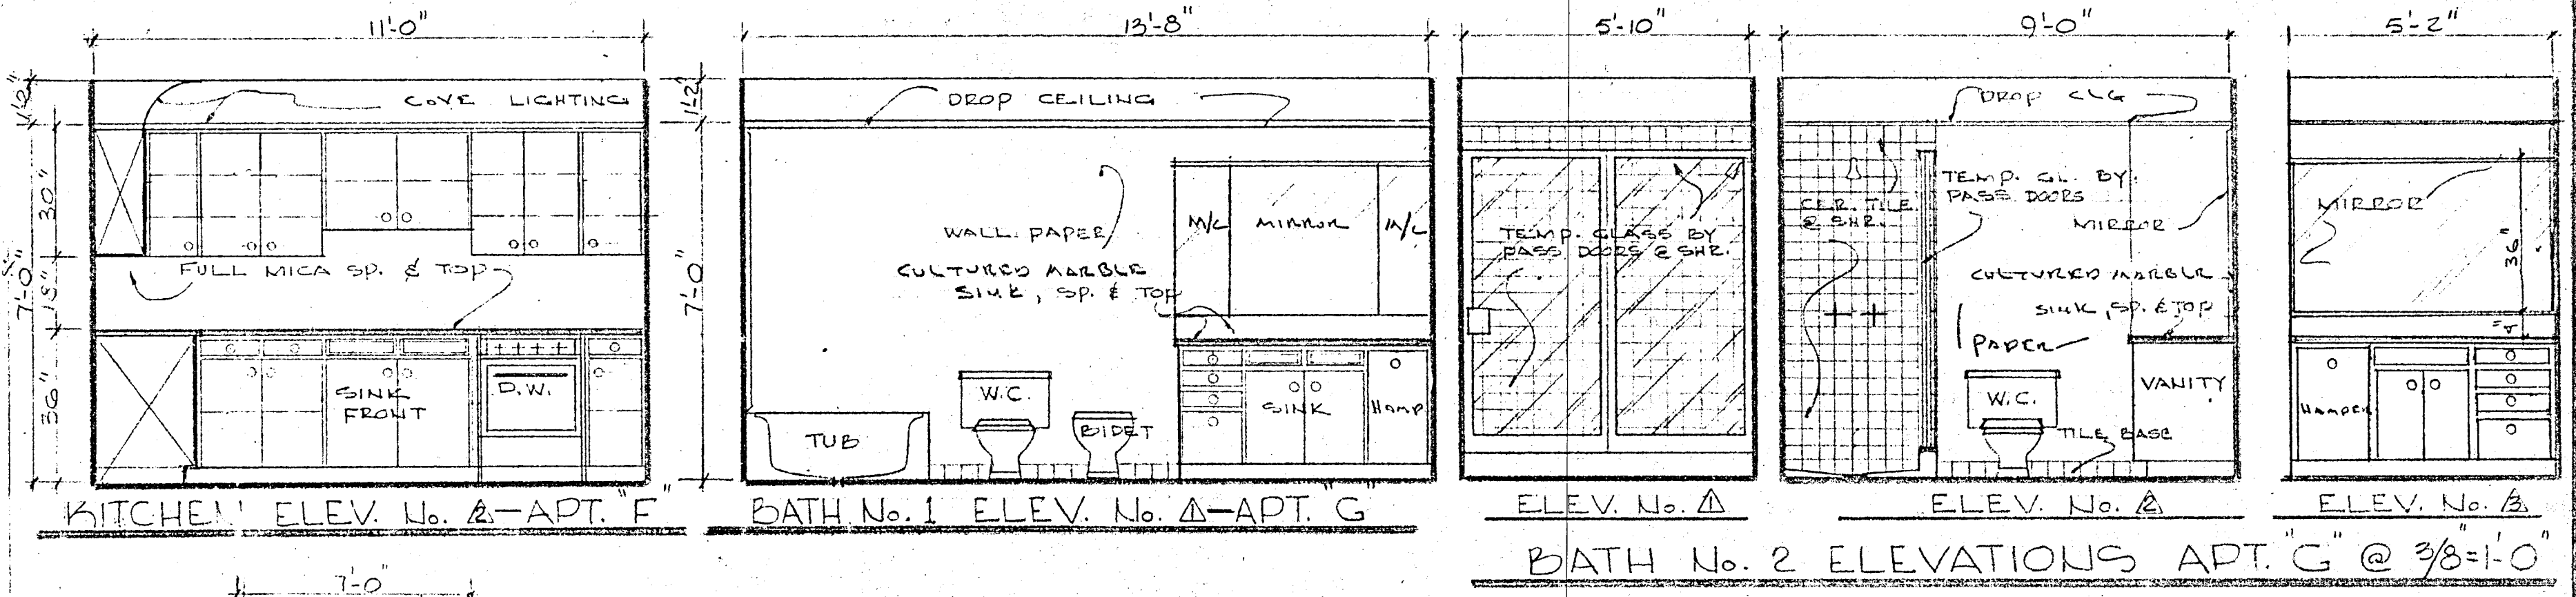 11'-0"
13'-8"
5'-10"
9'-0"
5'-2"
1'-2"
30"
18"
7'-0"
36"
COVE LIGHTING
FULL MICA SP. & TOP
SINK
FRONT
D.W.
KITCHEN ELEV. No. 2 — APT. "F"
7'-0"
1'-2"
7'-0"
DROP CEILING
WALL PAPER
CULTURED MARBLE
SINK, SP. & TOP
M/C
MIRROR
M/C
TUB
W.C.
BIDET
SINK
HAMP
BATH No. 1 ELEV. No. 1 — APT. "G"
TEMP. GLASS BY
PASS DOORS @ SHR.
ELEV. No. 1
DROP CLG
TEMP. GL. BY
PASS DOORS
CER. TILE
@ SHR.
MIRROR
CULTURED MARBLE
SINK, SP. & TOP
PAPER
W.C.
VANITY
TILE BASE
ELEV. No. 2
MIRROR
36"
4"
HAMPER
ELEV. No. 3
BATH No. 2 ELEVATIONS APT. "G" @ 3/8=1'-0"